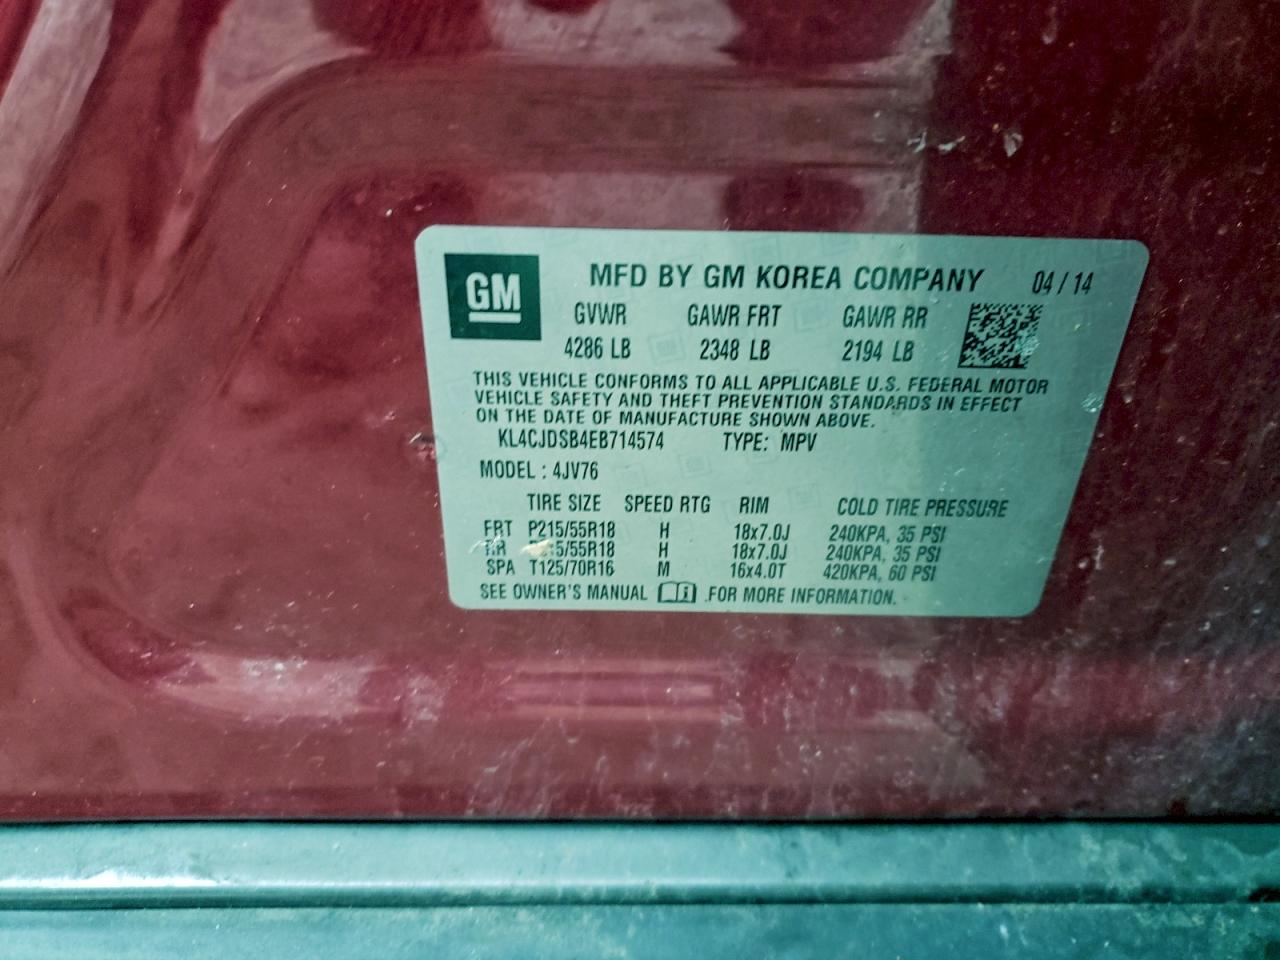 GM
MFD BY GM KOREA COMPANY 04 / 14
GVWR GAWR FRT GAWR RR
4286 LB 2348 LB 2194 LB
THIS VEHICLE CONFORMS TO ALL APPLICABLE U.S. FEDERAL MOTOR
VEHICLE SAFETY AND THEFT PREVENTION STANDARDS IN EFFECT
ON THE DATE OF MANUFACTURE SHOWN ABOVE.
KL4CJDSB4EB714574 TYPE: MPV
MODEL : 4JV76
TIRE SIZE SPEED RTG RIM COLD TIRE PRESSURE
FRT P215/55R18 H 18x7.0J 240KPA, 35 PSI
RR P215/55R18 H 18x7.0J 240KPA, 35 PSI
SPA T125/70R16 M 16x4.0T 420KPA, 60 PSI
SEE OWNER'S MANUAL i .FOR MORE INFORMATION.